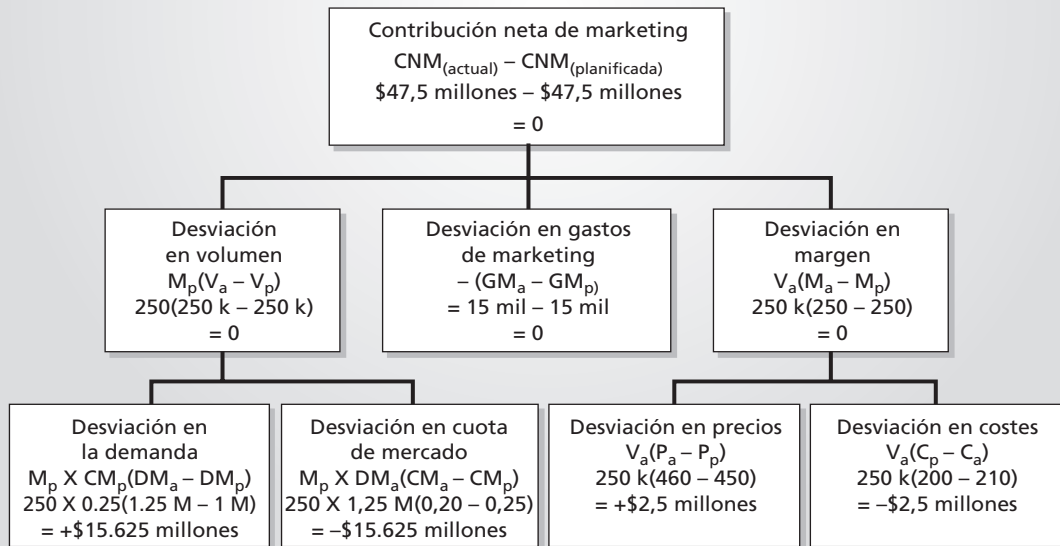 Contribución neta de marketing
CNM(actual) – CNM(planificada)
$47,5 millones – $47,5 millones
= 0
Desviación
en volumen
Mp(Va – Vp)
250(250 k – 250 k)
= 0
Desviación en gastos
de marketing
– (GMa – GMp)
= 15 mil – 15 mil
= 0
Desviación en
margen
Va(Ma – Mp)
250 k(250 – 250)
= 0
Desviación en
la demanda
Mp X CMp(DMa – DMp)
250 X 0.25(1.25 M – 1 M)
= +$15.625 millones
Desviación en cuota
de mercado
Mp X DMa(CMa – CMp)
250 X 1,25 M(0,20 – 0,25)
= –$15.625 millones
Desviación en precios
Va(Pa – Pp)
250 k(460 – 450)
= +$2,5 millones
Desviación en costes
Va(Cp – Ca)
250 k(200 – 210)
= –$2,5 millones